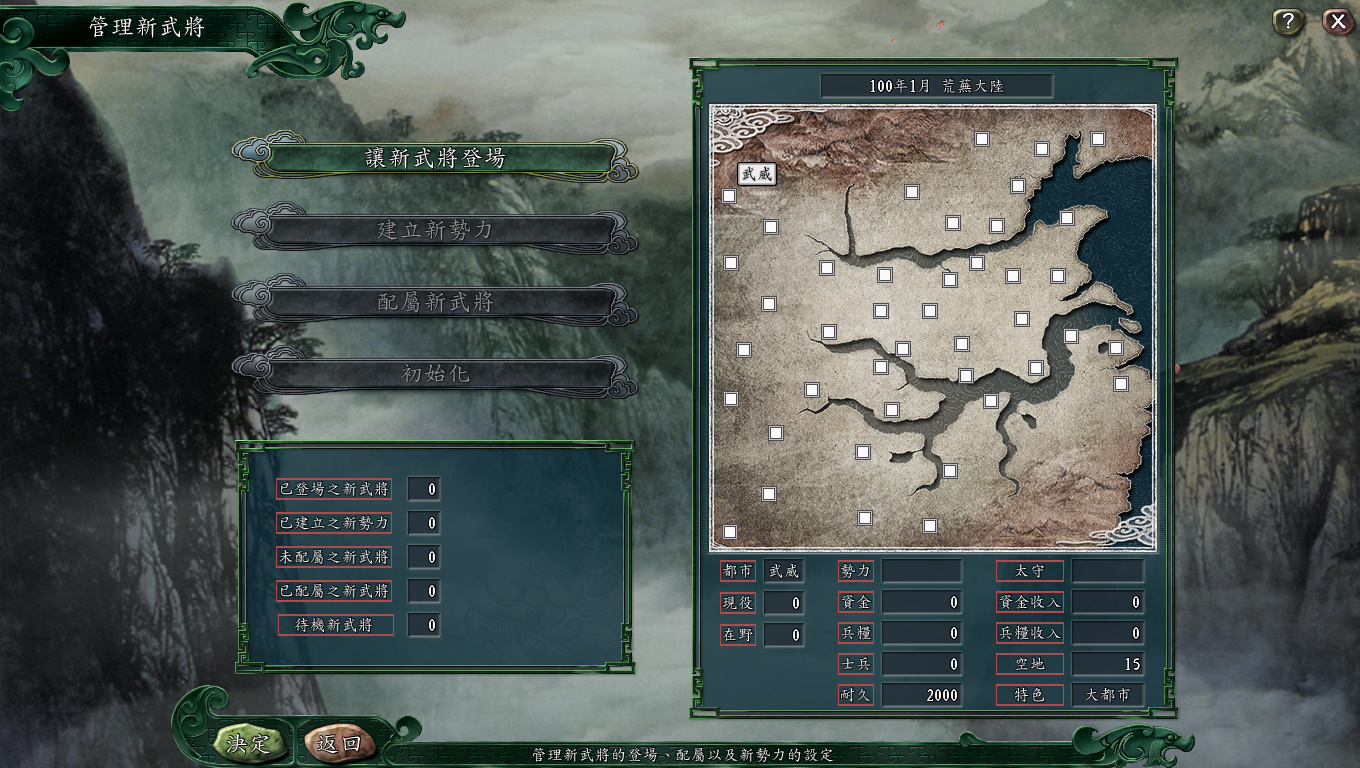 管理新武將
?
X
讓新武將登場
建立新勢力
配屬新武將
初始化
已登場之新武將 0
已建立之新勢力 0
未配屬之新武將 0
已配屬之新武將 0
待機新武將 0
100年1月 荒蕪大陸
武威
都市 武威 勢力 太守
現役 0 資金 0 資金收入 0
在野 0 兵糧 0 兵糧收入 0
士兵 0 空地 15
耐久 2000 特色 大都市
決定 返回
管理新武將的登場、配屬以及新勢力的設定